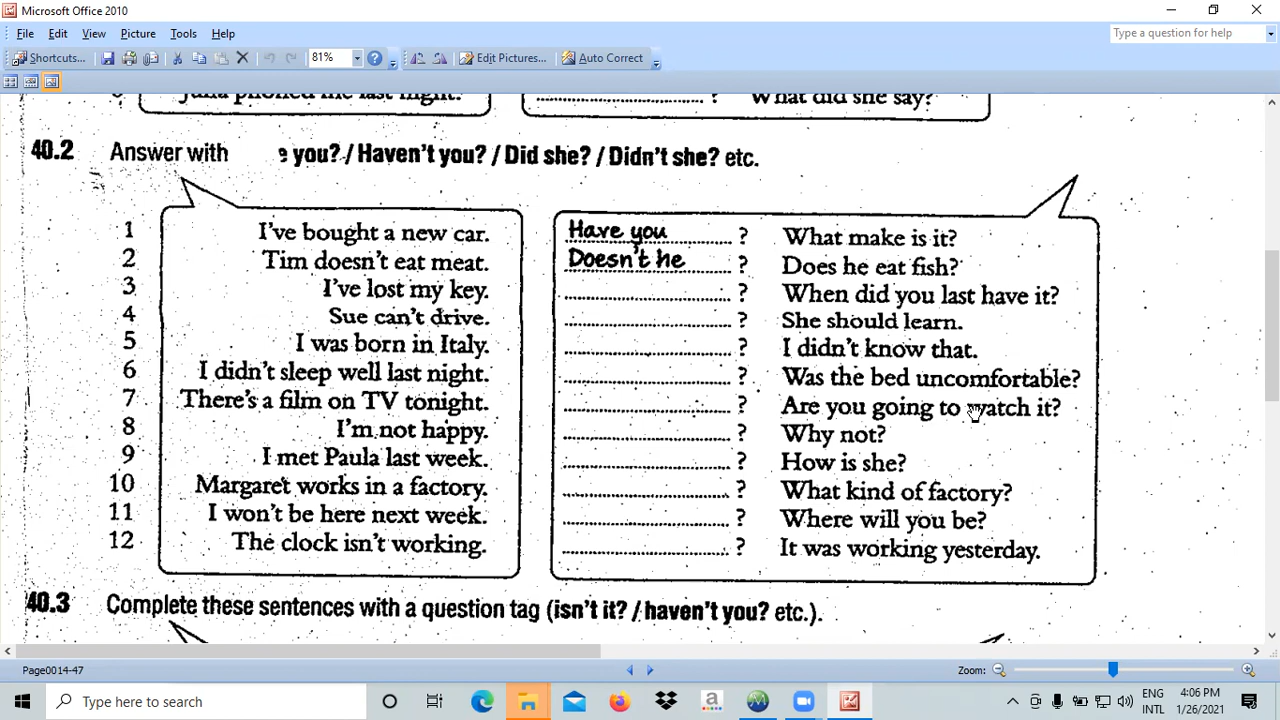 Microsoft Office 2010
File Edit View Picture Tools Help
Type a question for help
Shortcuts... 81% Edit Pictures... Auto Correct
Julia phoned me last night. ? What did she say?
40.2 Answer with e you? / Haven't you? / Did she? / Didn't she? etc.
1 I've bought a new car. Have you ? What make is it?
2 Tim doesn't eat meat. Doesn't he ? Does he eat fish?
3 I've lost my key. ? When did you last have it?
4 Sue can't drive. ? She should learn.
5 I was born in Italy. ? I didn't know that.
6 I didn't sleep well last night. ? Was the bed uncomfortable?
7 There's a film on TV tonight. ? Are you going to watch it?
8 I'm not happy. ? Why not?
9 I met Paula last week. ? How is she?
10 Margaret works in a factory. ? What kind of factory?
11 I won't be here next week. ? Where will you be?
12 The clock isn't working. ? It was working yesterday.
40.3 Complete these sentences with a question tag (isn't it? / haven't you? etc.).
Page0014-47 Zoom:
Type here to search
ENG 4:06 PM
INTL 1/26/2021